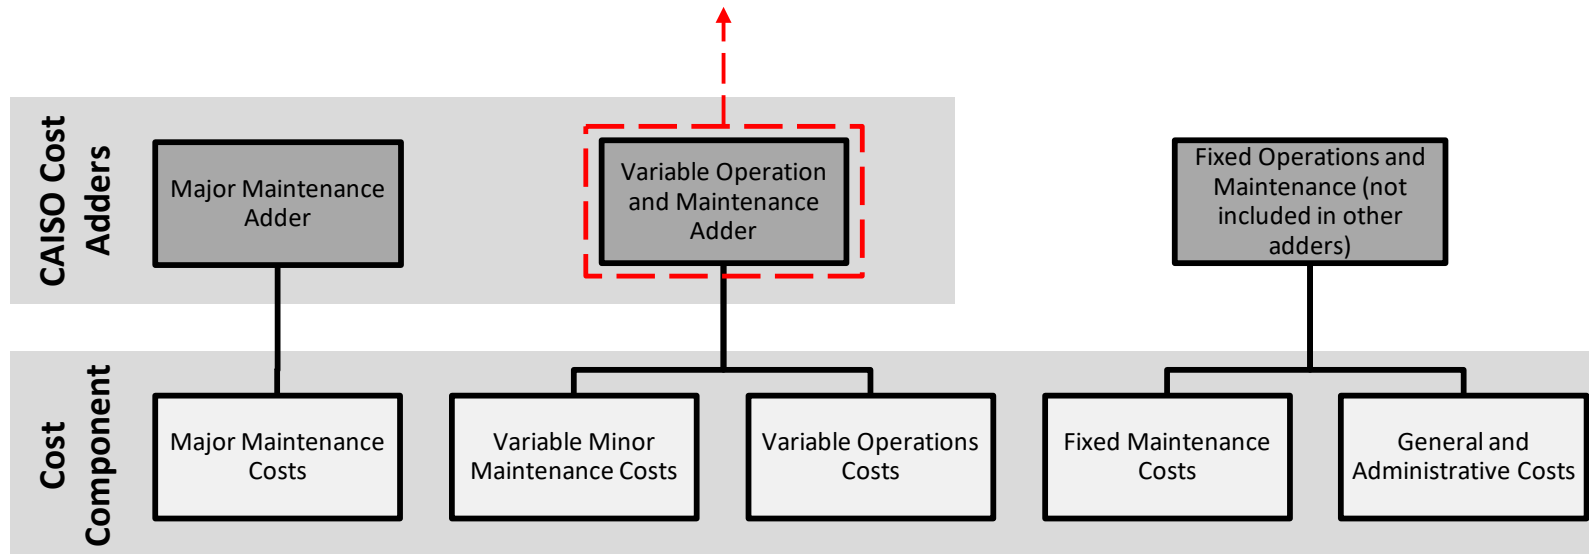 CAISO Cost
Adders
Major Maintenance
Adder
Variable Operation
and Maintenance
Adder
Fixed Operations and
Maintenance (not
included in other
adders)
Cost
Component
Major Maintenance
Costs
Variable Minor
Maintenance Costs
Variable Operations
Costs
Fixed Maintenance
Costs
General and
Administrative Costs